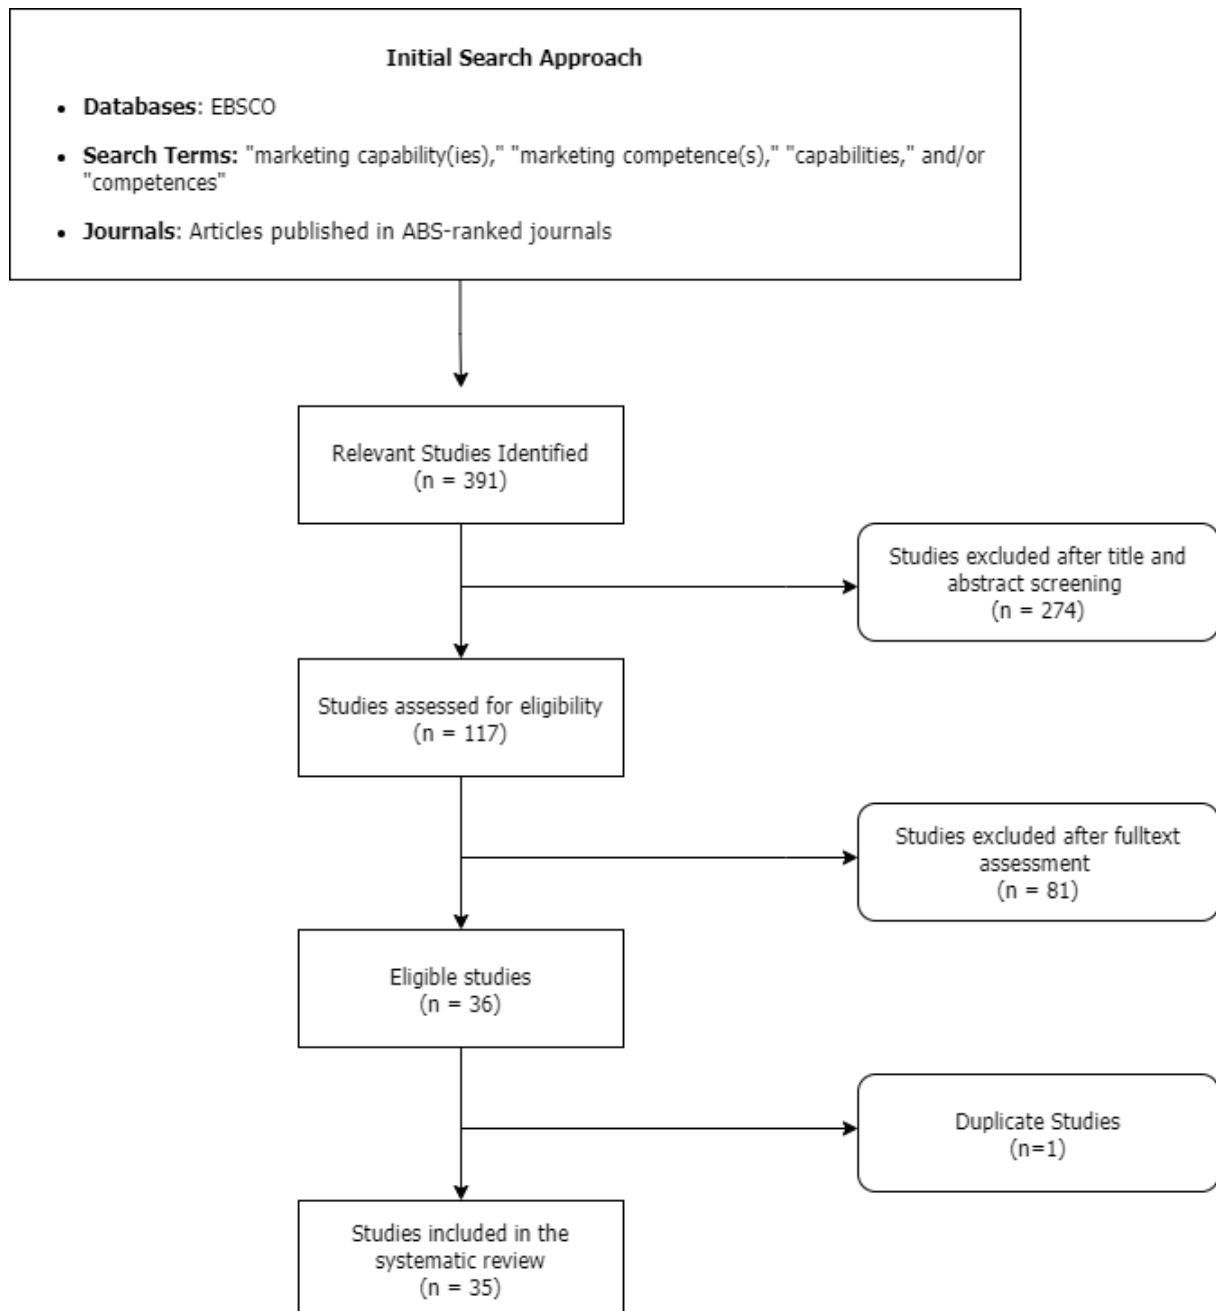 Initial Search Approach
• Databases: EBSCO
• Search Terms: "marketing capability(ies)," "marketing competence(s)," "capabilities," and/or
"competences"
• Journals: Articles published in ABS-ranked journals
Relevant Studies Identified
(n = 391)
Studies excluded after title and
abstract screening
(n = 274)
Studies assessed for eligibility
(n = 117)
Studies excluded after fulltext
assessment
(n = 81)
Eligible studies
(n = 36)
Duplicate Studies
(n=1)
Studies included in the
systematic review
(n = 35)